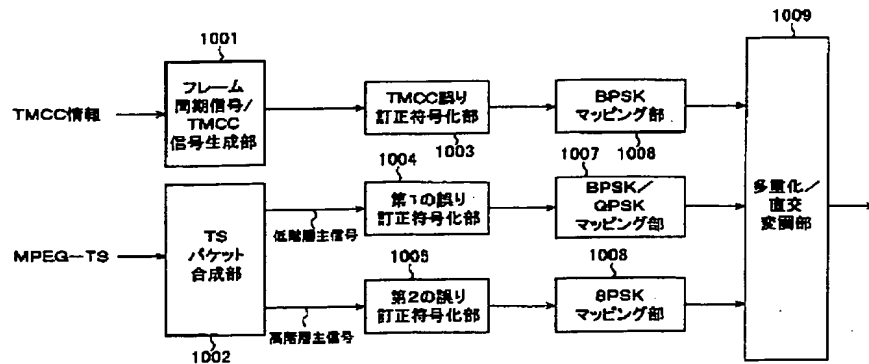 1001
フレーム
同期信号/
TMCC
信号生成部
TMCC情報
TMCC誤り
訂正符号化部
1003
BPSK
マッピング部
1008
1009
多重化/
直交
変調部
MPEG-TS
TS
パケット
合成部
1002
低階層主信号
1004
第1の誤り
訂正符号化部
1007
BPSK/
QPSK
マッピング部
高階層主信号
1005
第2の誤り
訂正符号化部
1008
8PSK
マッピング部